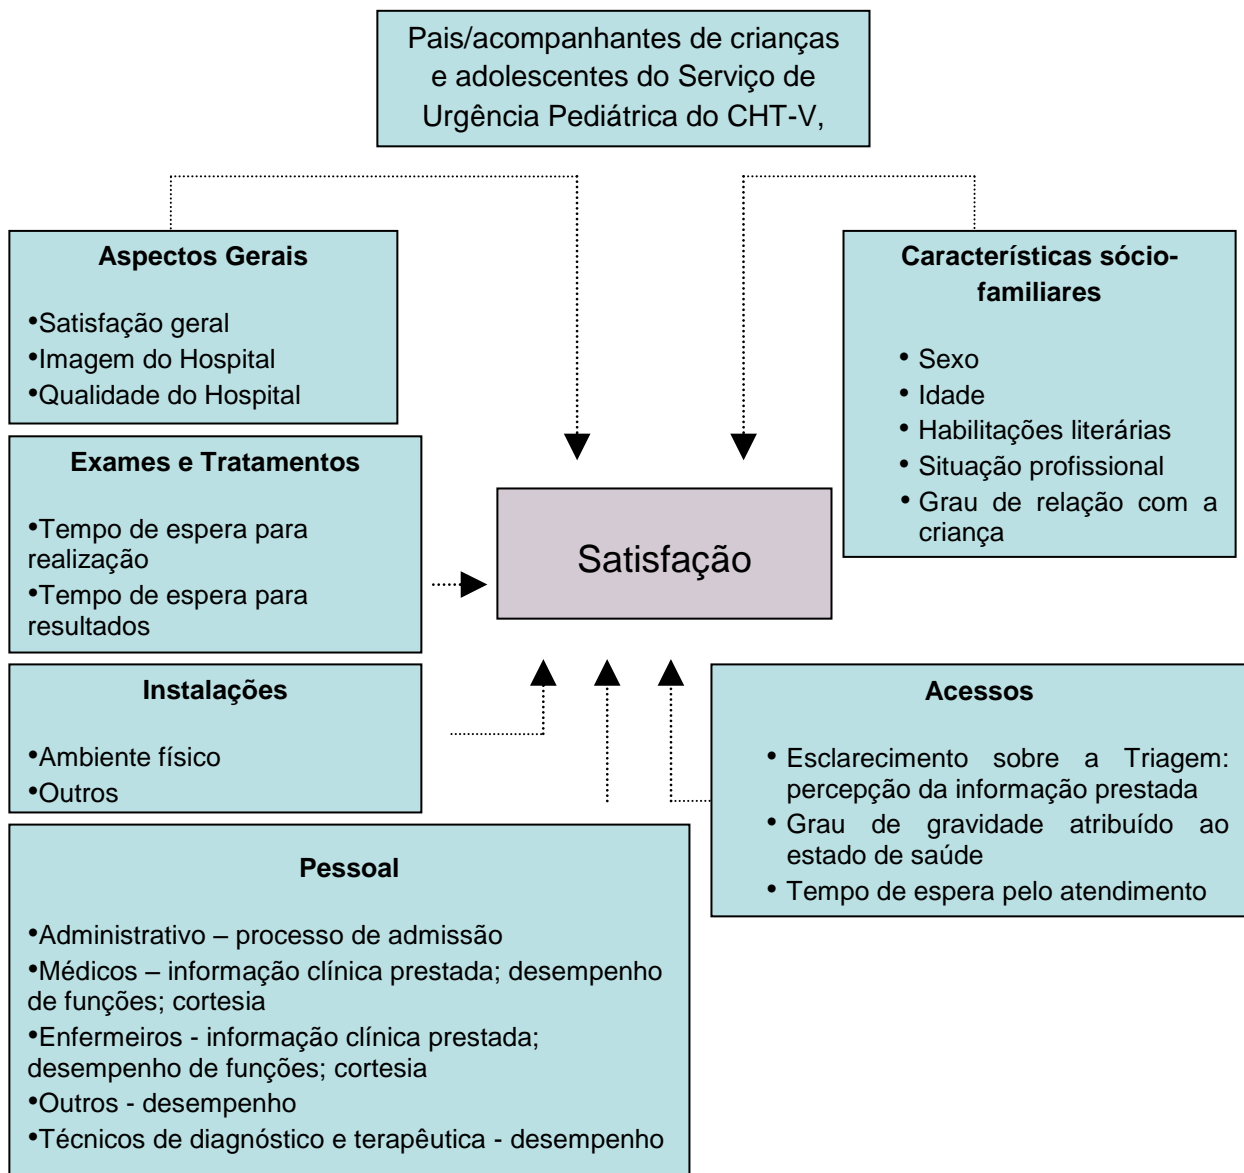 Pais/acompanhantes de crianças
e adolescentes do Serviço de
Urgência Pediátrica do CHT-V,
Aspectos Gerais
•Satisfação geral
•Imagem do Hospital
•Qualidade do Hospital
Características sócio-
familiares
• Sexo
• Idade
• Habilitações literárias
• Situação profissional
• Grau de relação com a
criança
Exames e Tratamentos
•Tempo de espera para
realização
•Tempo de espera para
resultados
Satisfação
Instalações
•Ambiente físico
•Outros
Acessos
• Esclarecimento sobre a Triagem:
percepção da informação prestada
• Grau de gravidade atribuído ao
estado de saúde
• Tempo de espera pelo atendimento
Pessoal
•Administrativo – processo de admissão
•Médicos – informação clínica prestada; desempenho
de funções; cortesia
•Enfermeiros - informação clínica prestada;
desempenho de funções; cortesia
•Outros - desempenho
•Técnicos de diagnóstico e terapêutica - desempenho